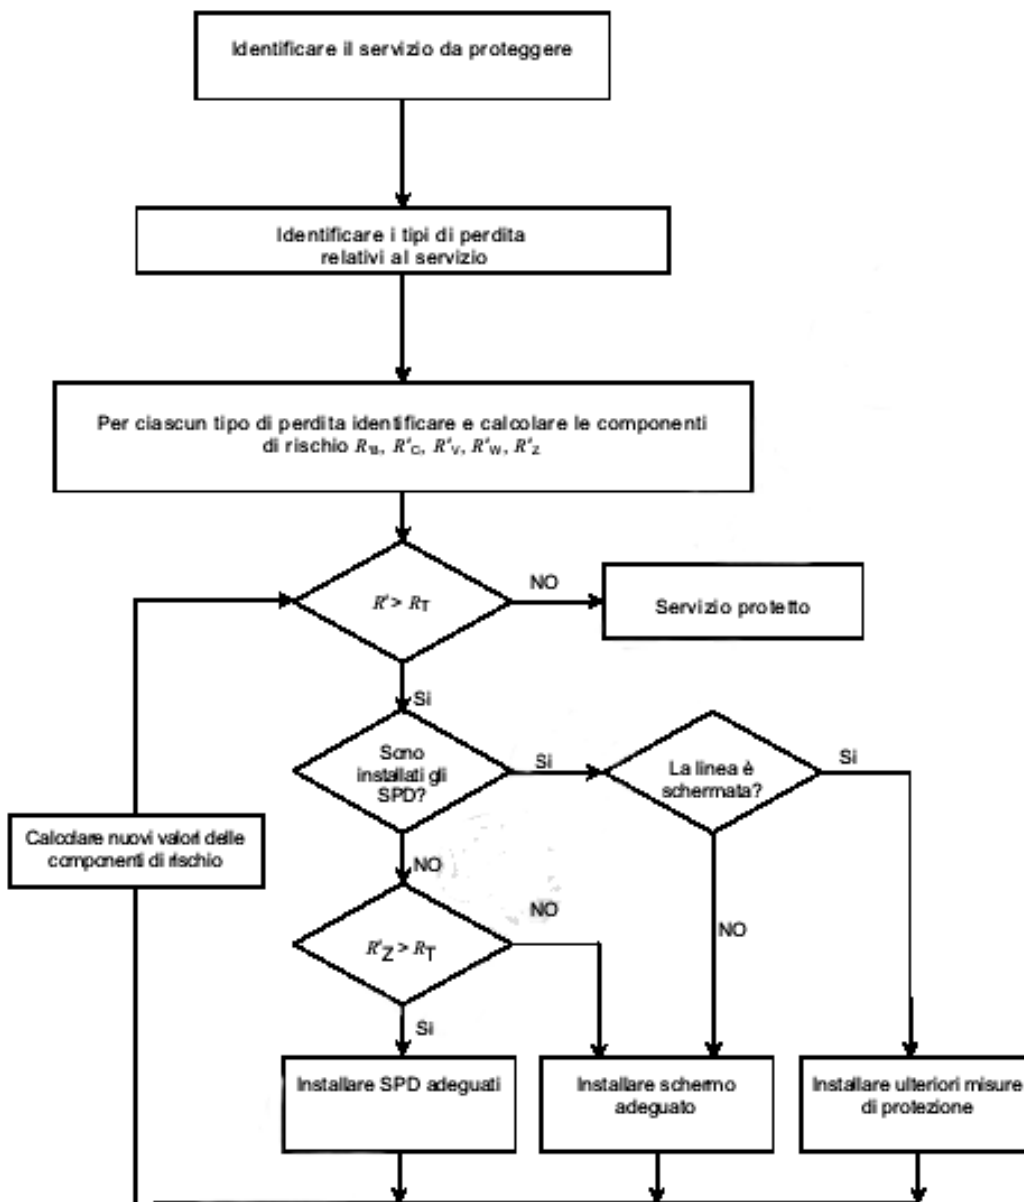 Identificare il servizio da proteggere
Identificare i tipi di perdita
relativi al servizio
Per ciascun tipo di perdita identificare e calcolare le componenti
di rischio R'B, R'C, R'V, R'W, R'Z
R' > RT
NO
Servizio protetto
Si
Sono
installati gli
SPD?
Si
La linea è
schermata?
Si
Calcolare nuovi valori delle
componenti di rischio
NO
R'Z > RT
NO
NO
Si
Installare SPD adeguati
Installare schermo
adeguato
Installare ulteriori misure
di protezione